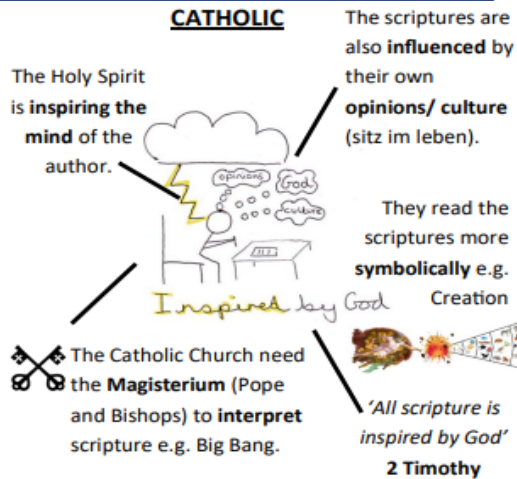 CATHOLIC
The Holy Spirit
is inspiring the
mind of the
author.
The scriptures are
also influenced by
their own
opinions/ culture
(sitz im leben).
opinions
God
culture
Inspired by God
They read the
scriptures more
symbolically e.g.
Creation
The Catholic Church need
the Magisterium (Pope
and Bishops) to interpret
scripture e.g. Big Bang.
‘All scripture is
inspired by God’
2 Timothy